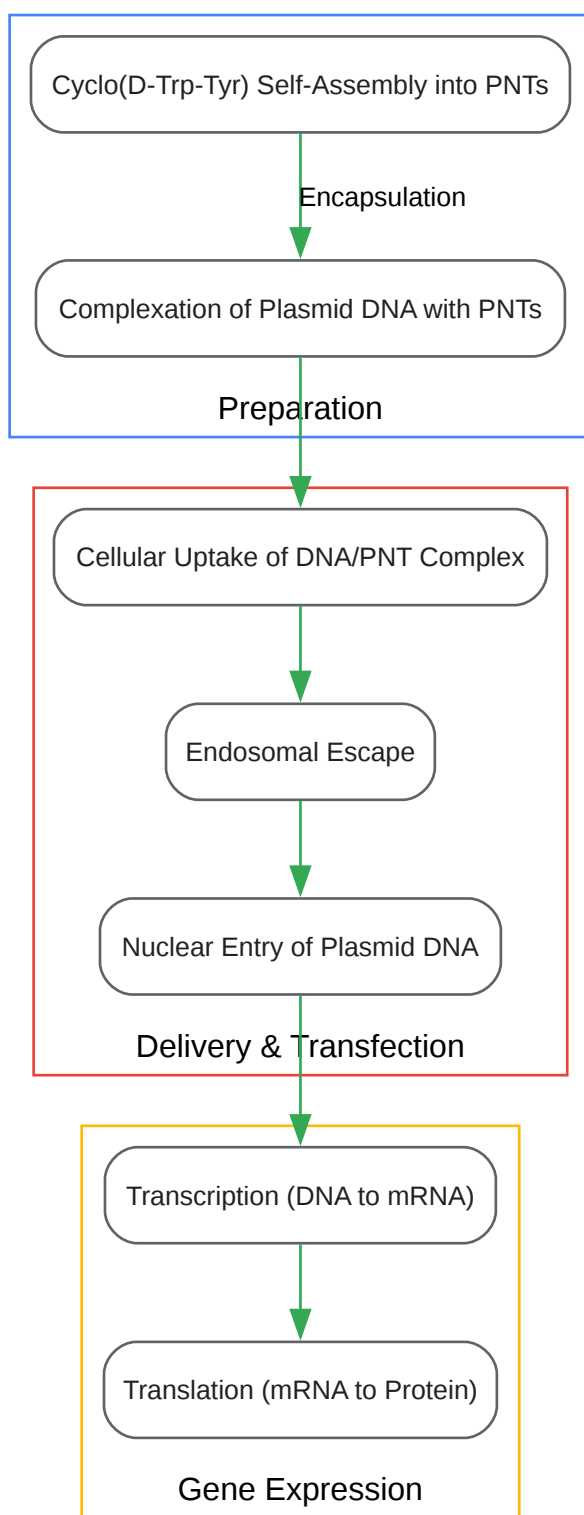 Cyclo(D-Trp-Tyr) Self-Assembly into PNTs
Encapsulation
Complexation of Plasmid DNA with PNTs
Preparation
Cellular Uptake of DNA/PNT Complex
Endosomal Escape
Nuclear Entry of Plasmid DNA
Delivery & Transfection
Transcription (DNA to mRNA)
Translation (mRNA to Protein)
Gene Expression